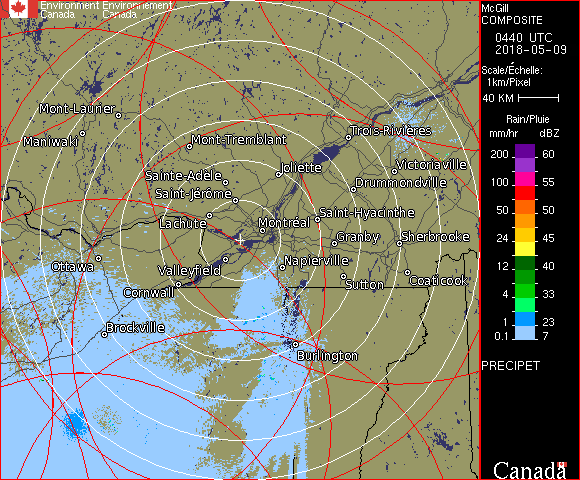 Environment Environnement
Canada Canada
McGill
COMPOSITE
0440 UTC
2018-05-09
Scale/Échelle:
1km/Pixel
40 KM
Rain/Pluie
mm/hr dBZ
200 60
100 55
50 50
24 45
12 40
4 33
1 23
0.1 7
PRECIPET
Canada
Mont-Laurier
Maniwaki
Mont-Tremblant
Trois-Rivières
Joliette
Victoriaville
Sainte-Adèle
Drummondville
Saint-Jérôme
Lachute
Saint-Hyacinthe
Montréal
Granby
Sherbrooke
Ottawa
Valleyfield
Napierville
Sutton
Coaticook
Cornwall
Brockville
Burlington